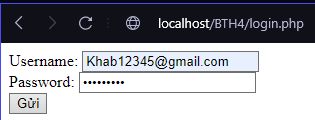 localhost/BTH4/login.php
Username: Khab12345@gmail.com
Password: •••••••••
Gửi